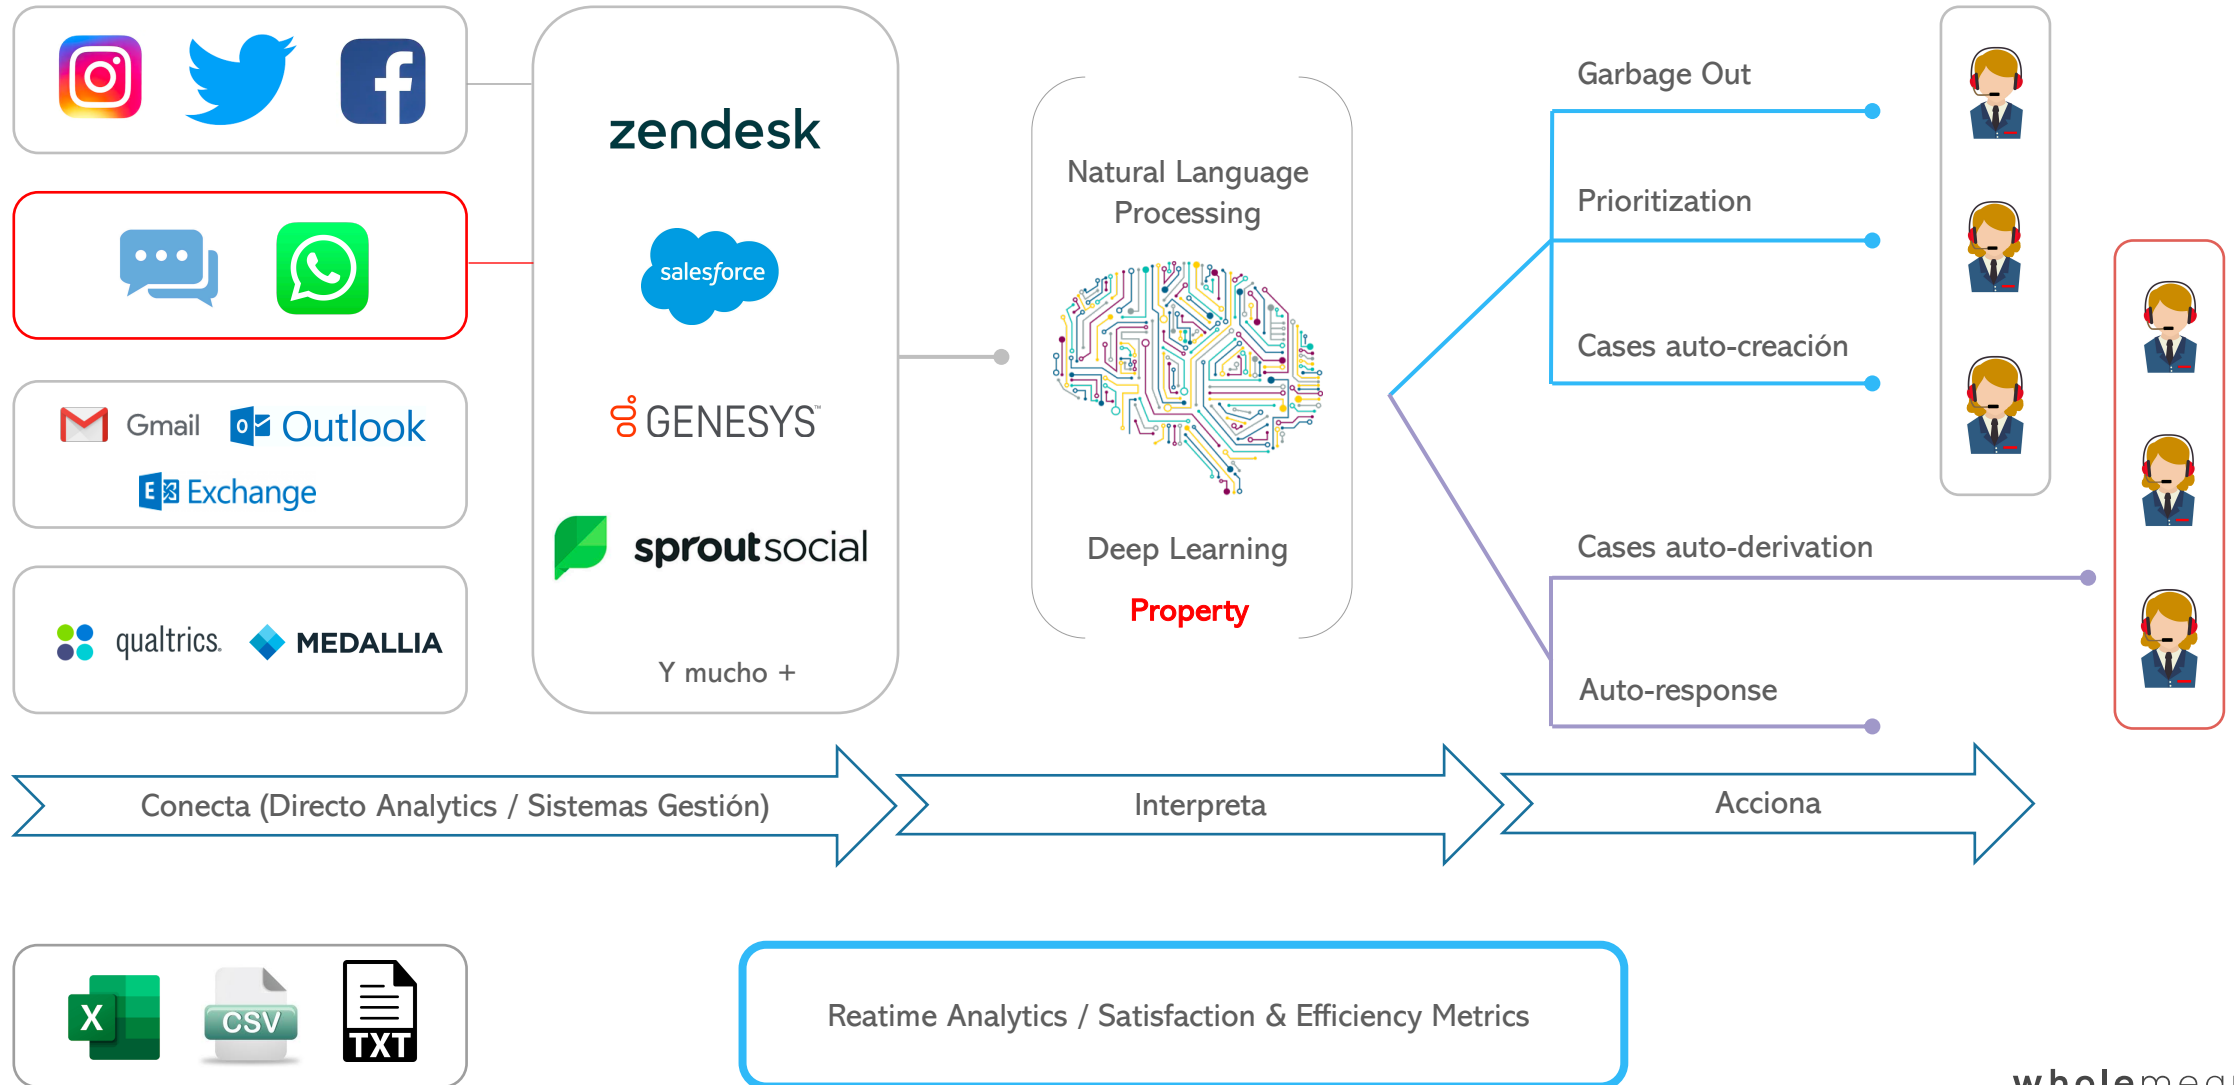 zendesk
salesforce
GENESYS™
sproutsocial
Y mucho +
Gmail
Outlook
Exchange
qualtrics.
MEDALLIA
Natural Language
Processing
Deep Learning
Property
Garbage Out
Prioritization
Cases auto-creación
Cases auto-derivation
Auto-response
Conecta (Directo Analytics / Sistemas Gestión)
Interpreta
Acciona
X
CSV
TXT
Reatime Analytics / Satisfaction & Efficiency Metrics